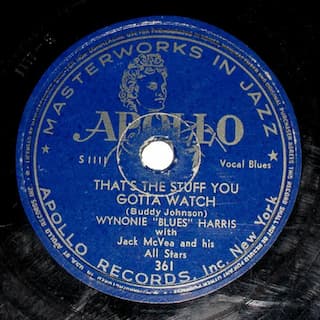 ★ MASTERWORKS IN JAZZ ★
APOLLO
S 1111
Vocal Blues
THAT'S THE STUFF YOU
GOTTA WATCH
(Buddy Johnson)
WYNONIE "BLUES" HARRIS
with
Jack McVea and his
All Stars
361
APOLLO RECORDS, Inc. New York